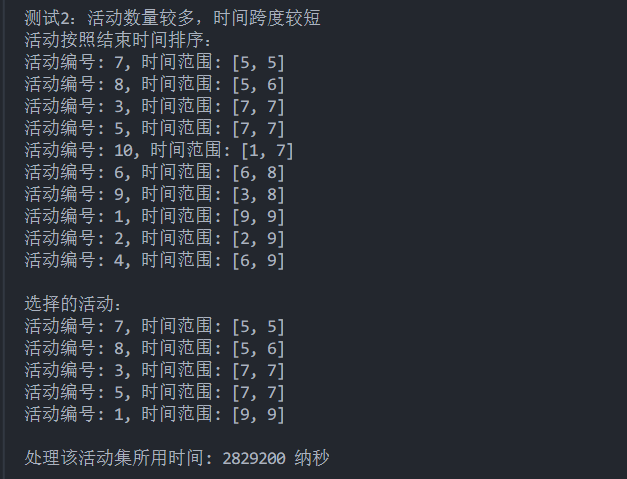 测试2：活动数量较多，时间跨度较短
活动按照结束时间排序：
活动编号: 7, 时间范围: [5, 5]
活动编号: 8, 时间范围: [5, 6]
活动编号: 3, 时间范围: [7, 7]
活动编号: 5, 时间范围: [7, 7]
活动编号: 10, 时间范围: [1, 7]
活动编号: 6, 时间范围: [6, 8]
活动编号: 9, 时间范围: [3, 8]
活动编号: 1, 时间范围: [9, 9]
活动编号: 2, 时间范围: [2, 9]
活动编号: 4, 时间范围: [6, 9]
选择的活动：
活动编号: 7, 时间范围: [5, 5]
活动编号: 8, 时间范围: [5, 6]
活动编号: 3, 时间范围: [7, 7]
活动编号: 5, 时间范围: [7, 7]
活动编号: 1, 时间范围: [9, 9]
处理该活动集所用时间: 2829200 纳秒